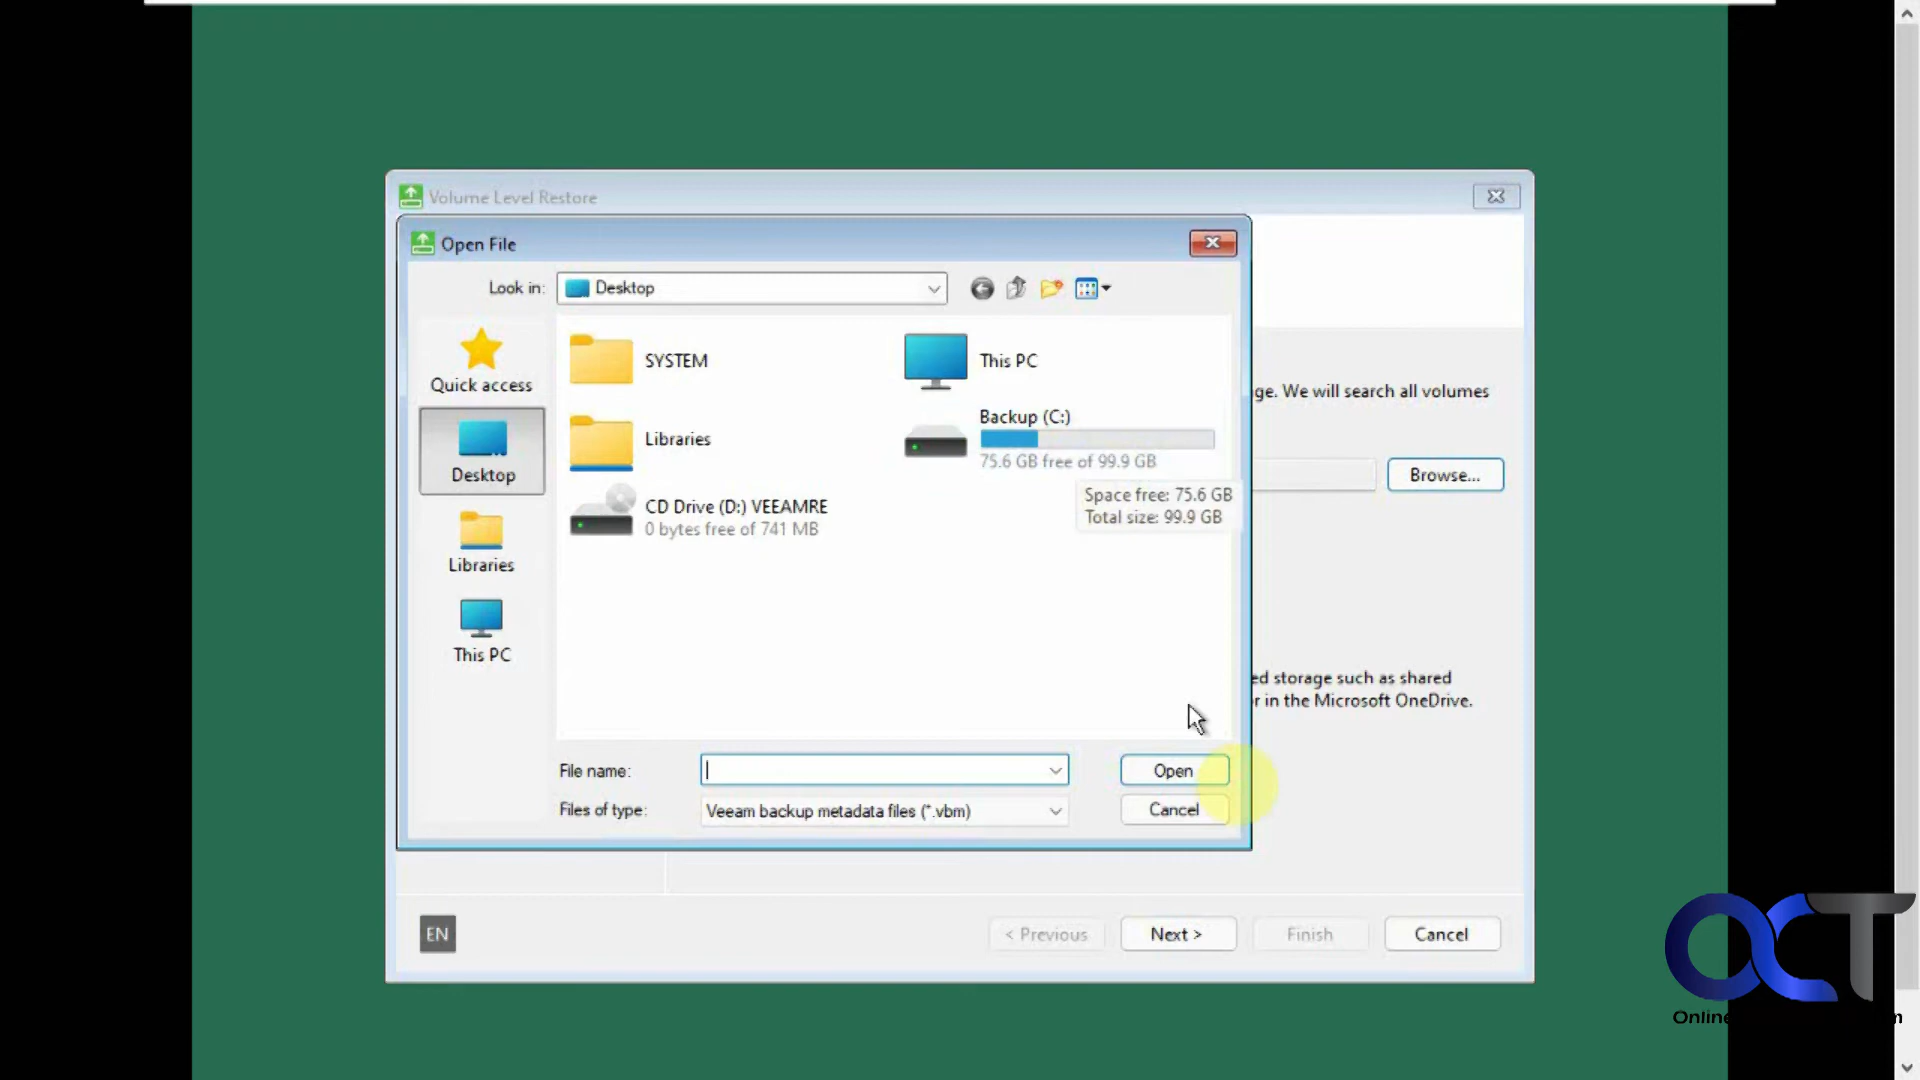 Volume Level Restore
Open File
Look in:
Desktop
Quick access
Desktop
Libraries
This PC
SYSTEM
This PC
Libraries
Backup (C:)
75.6 GB free of 99.9 GB
CD Drive (D:) VEEAMRE
0 bytes free of 741 MB
Space free: 75.6 GB
Total size: 99.9 GB
ge. We will search all volumes
Browse...
ed storage such as shared
r in the Microsoft OneDrive.
File name:
Open
Files of type:
Veeam backup metadata files (*.vbm)
Cancel
EN
< Previous
Next >
Finish
Cancel
OCT